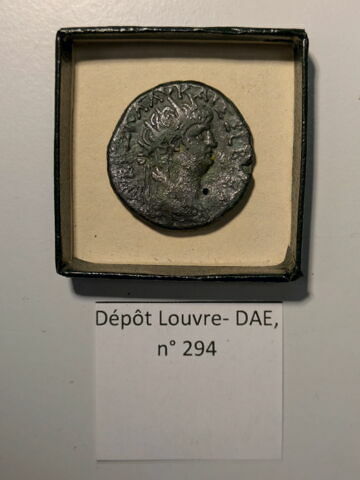 Dépôt Louvre- DAE,
n° 294